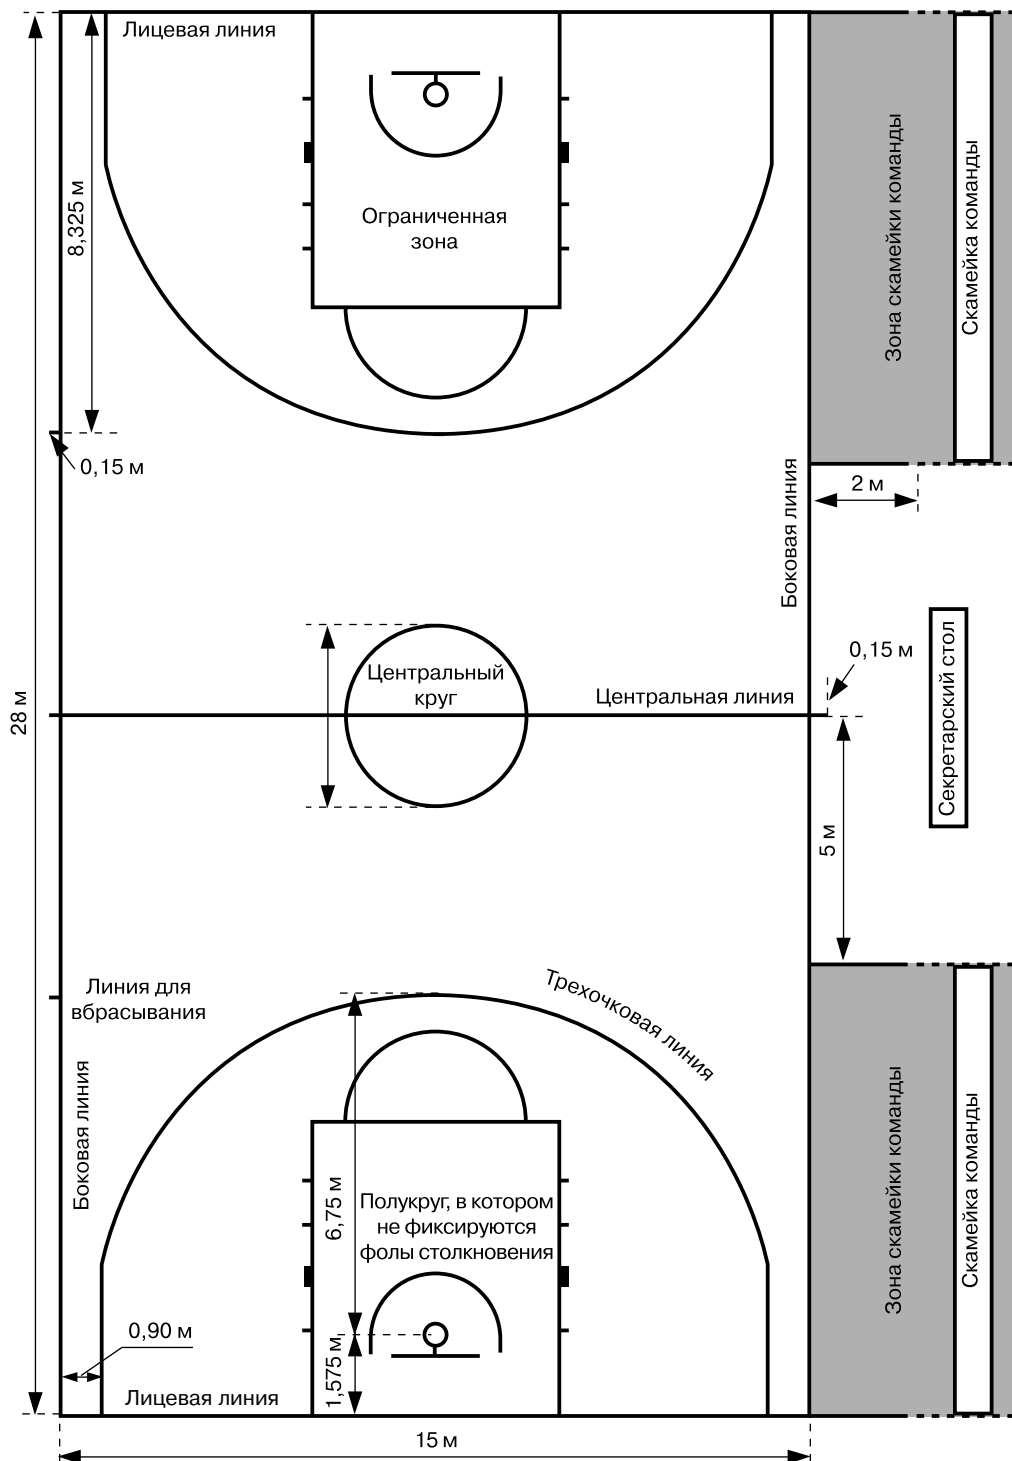 Лицевая линия
8,325 м
Ограниченная
зона
Зона скамейки команды
Скамейка команды
0,15 м
2 м
Боковая линия
28 м
Центральный
круг
Центральная линия
0,15 м
Секретарский стол
5 м
Линия для
вбрасывания
Трехочковая линия
Боковая линия
6,75 м
Полукруг, в котором
не фиксируются
фолы столкновения
Зона скамейки команды
Скамейка команды
0,90 м
1,575 м
Лицевая линия
15 м